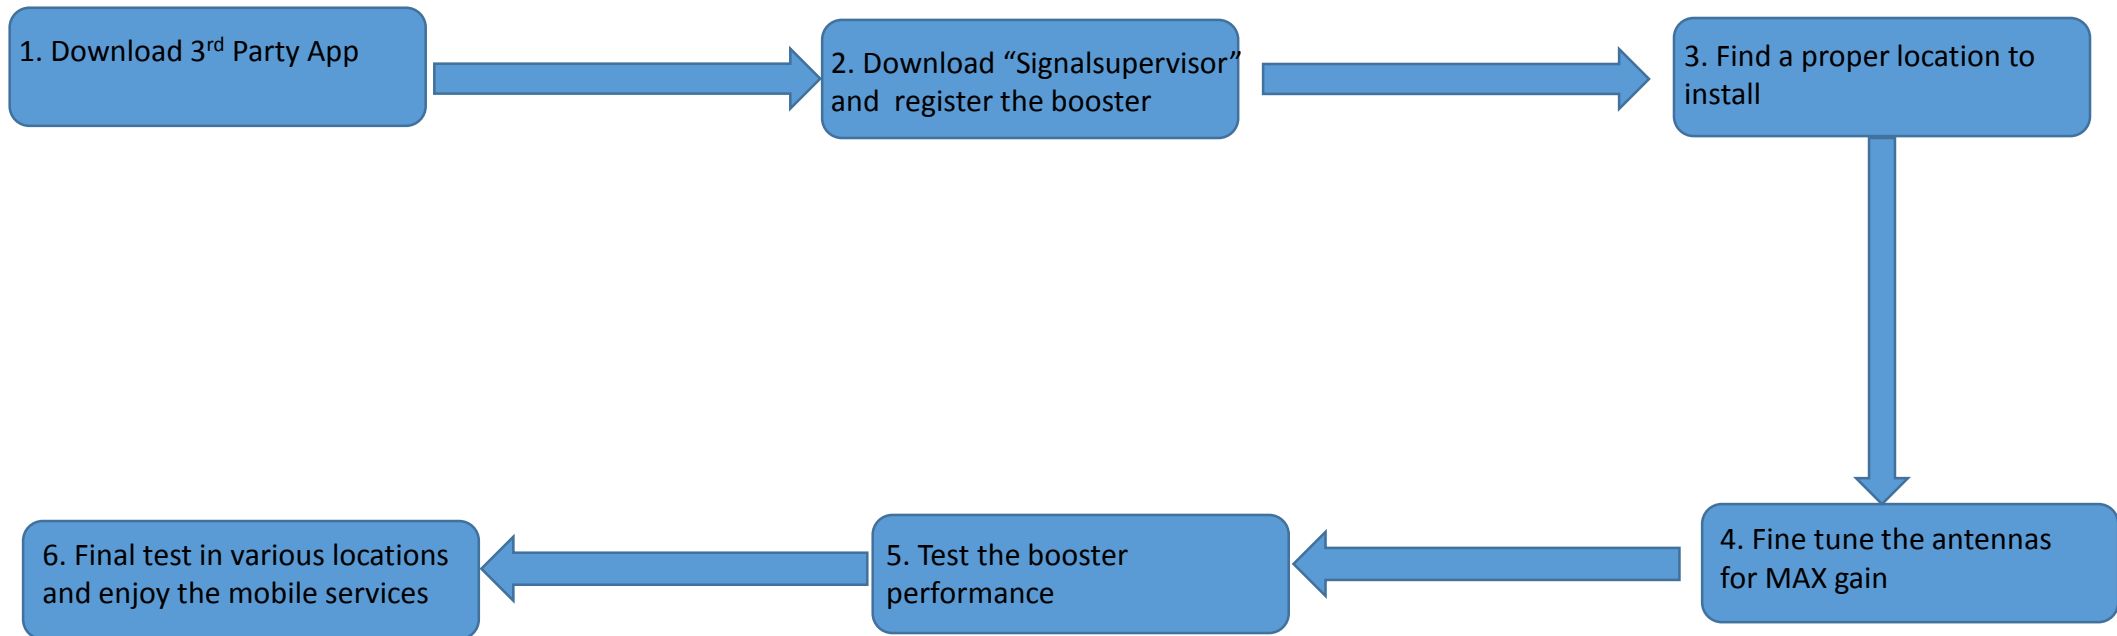 1. Download 3rd Party App
2. Download “Signalsupervisor”
and  register the booster
3. Find a proper location to
install
4. Fine tune the antennas
for MAX gain
5. Test the booster
performance
6. Final test in various locations
and enjoy the mobile services